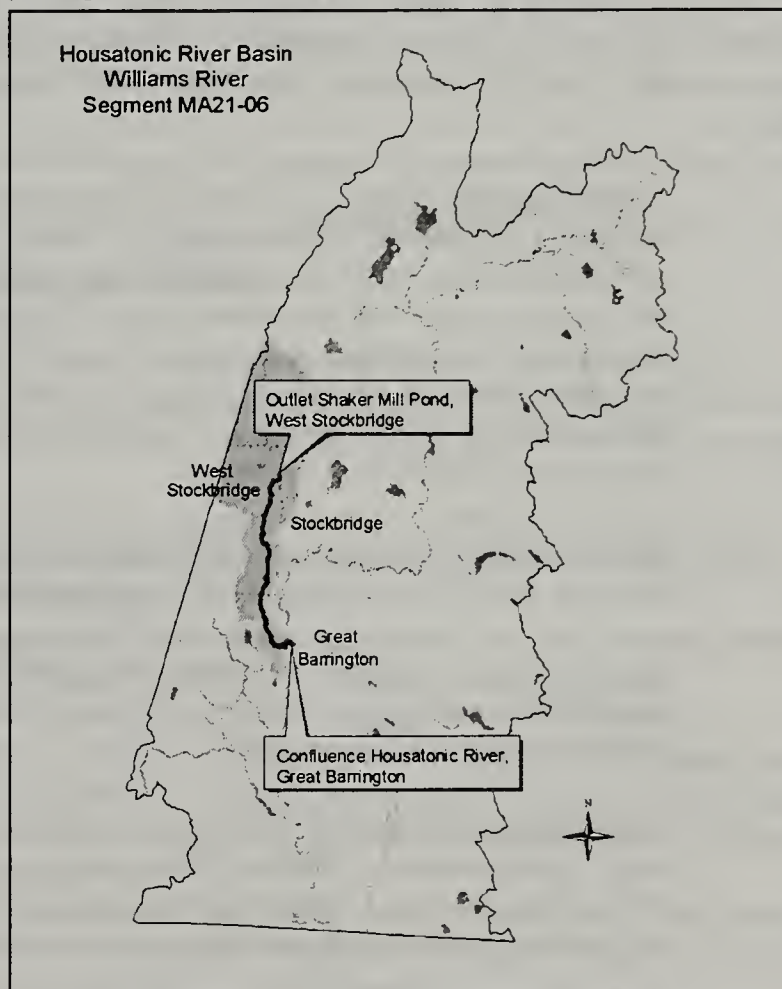 Housatonic River Basin
Williams River
Segment MA21-06
Outlet Shaker Mill Pond,
West Stockbridge
West
Stockbridge
Stockbridge
Great
Barrington
Confluence Housatonic River,
Great Barrington
N